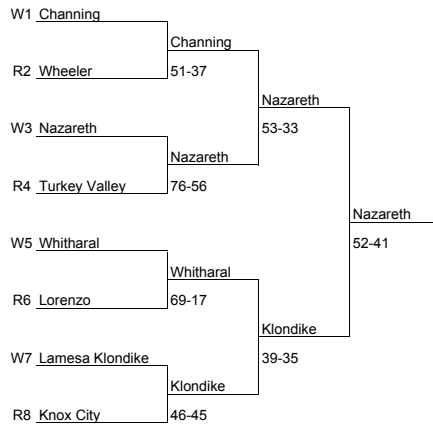 W1 Channing
Channing
R2 Wheeler
51-37
Nazareth
W3 Nazareth
53-33
Nazareth
R4 Turkey Valley
76-56
Nazareth
W5 Whitharal
52-41
Whitharal
R6 Lorenzo
69-17
Klondike
W7 Lamesa Klondike
39-35
Klondike
R8 Knox City
46-45